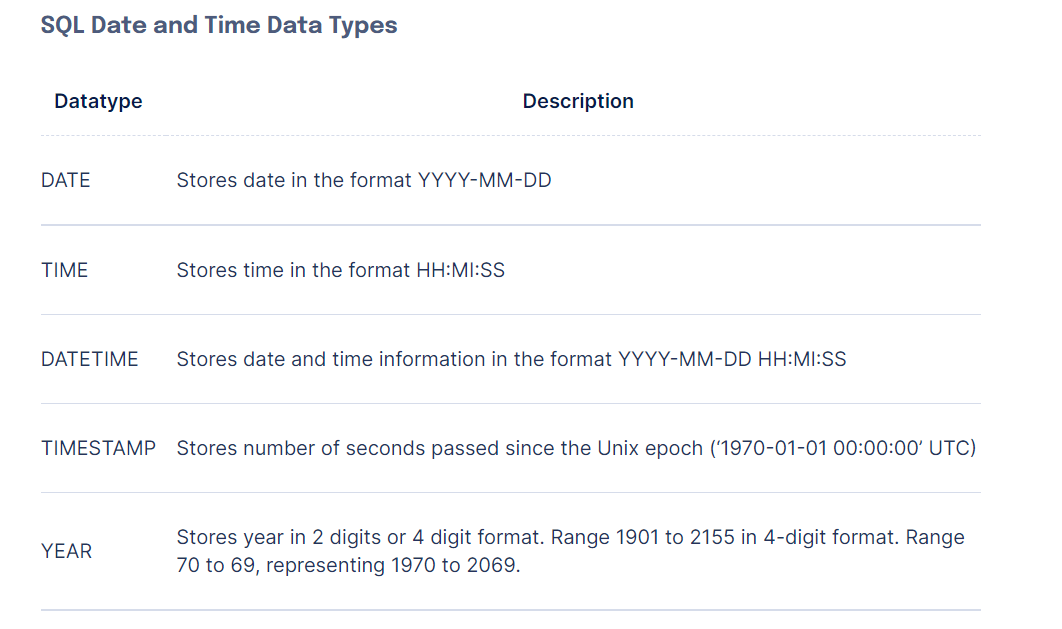 SQL Date and Time Data Types
Datatype Description
DATE Stores date in the format YYYY-MM-DD
TIME Stores time in the format HH:MI:SS
DATETIME Stores date and time information in the format YYYY-MM-DD HH:MI:SS
TIMESTAMP Stores number of seconds passed since the Unix epoch (‘1970-01-01 00:00:00’ UTC)
YEAR Stores year in 2 digits or 4 digit format. Range 1901 to 2155 in 4-digit format. Range
70 to 69, representing 1970 to 2069.